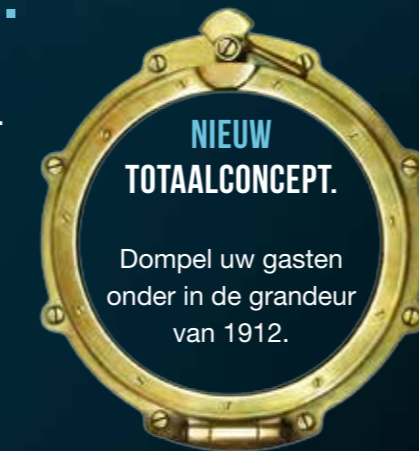 NIEUW
TOTAALCONCEPT.
Dompel uw gasten
onder in de grandeur
van 1912.